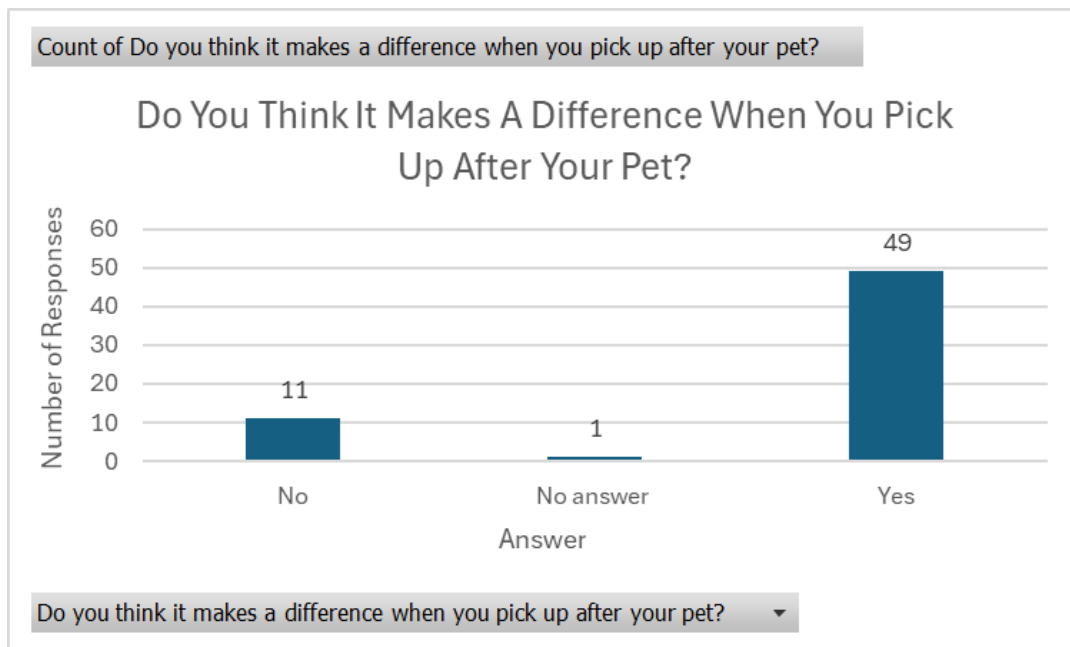 Count of Do you think it makes a difference when you pick up after your pet?
Do You Think It Makes A Difference When You Pick
Up After Your Pet?
Number of Responses
60
50
40
30
20
10
0
11
1
49
No
No answer
Yes
Answer
Do you think it makes a difference when you pick up after your pet?